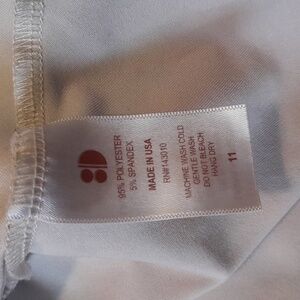 95% POLYESTER
5% SPANDEX
MADE IN USA
RN#143010
MACHINE WASH COLD
GENTLE WASH
DO NOT BLEACH
HANG DRY
11